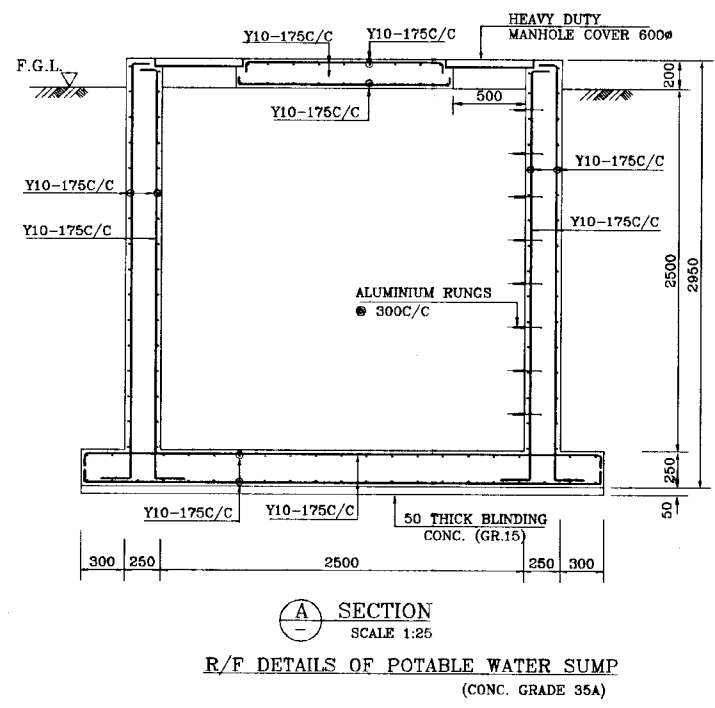 HEAVY DUTY
MANHOLE COVER 600ø
Y10-175C/C
Y10-175C/C
F.G.L.
200
500
Y10-175C/C
Y10-175C/C
Y10-175C/C
Y10-175C/C
Y10-175C/C
2500
2950
ALUMINIUM RUNGS
@ 300C/C
250
50
Y10-175C/C
Y10-175C/C
50 THICK BLINDING
CONC. (GR.15)
300
250
2500
250
300
A
SECTION
SCALE 1:25
R/F DETAILS OF POTABLE WATER SUMP
(CONC. GRADE 35A)